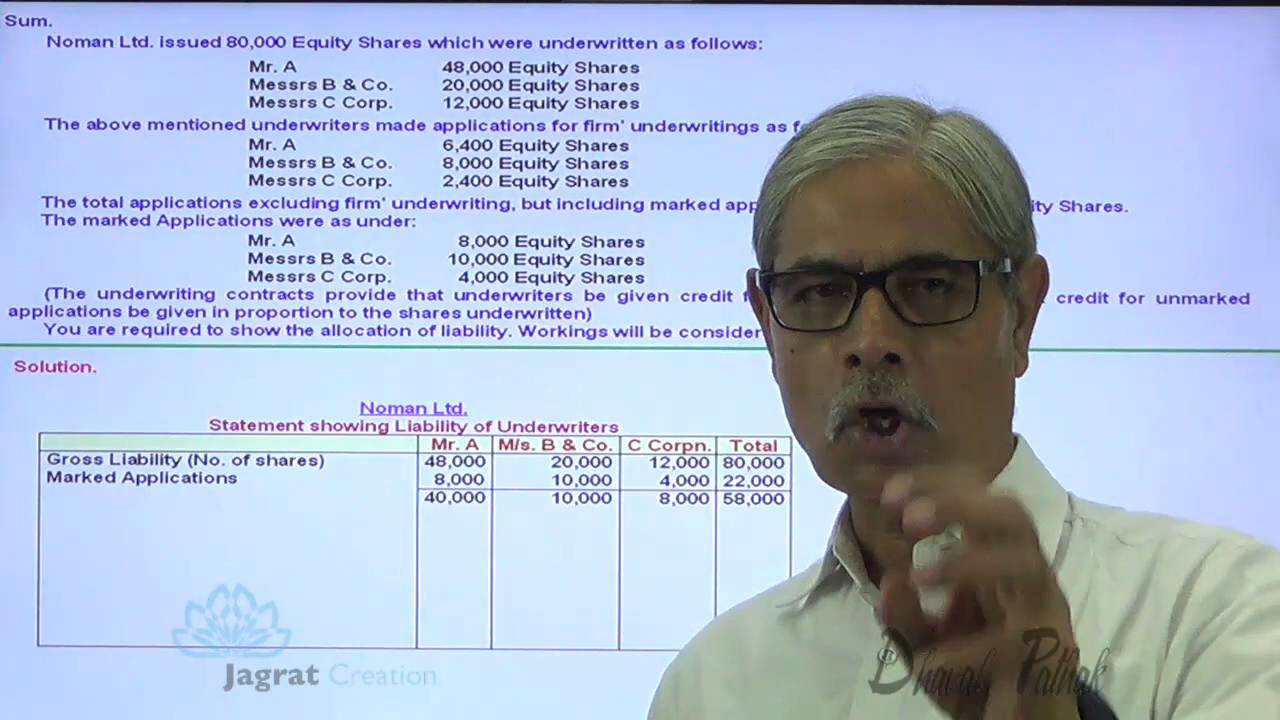 Sum.
Noman Ltd. issued 80,000 Equity Shares which were underwritten as follows:
Mr. A 48,000 Equity Shares
Messrs B & Co. 20,000 Equity Shares
Messrs C Corp. 12,000 Equity Shares
The above mentioned underwriters made applications for firm' underwritings as
Mr. A 6,400 Equity Shares
Messrs B & Co. 8,000 Equity Shares
Messrs C Corp. 2,400 Equity Shares
The total applications excluding firm' underwriting, but including marked Shares.
The marked Applications were as under:
Mr. A 8,000 Equity Shares
Messrs B & Co. 10,000 Equity Shares
Messrs C Corp. 4,000 Equity Shares
(The underwriting contracts provide that underwriters be given credit credit for unmarked
applications be given in proportion to the shares underwritten)
You are required to show the allocation of liability. Workings will be
Solution.
Noman Ltd.
Statement showing Liability of Underwriters
Mr. A M/s. B & Co. C Corpn. Total
Gross Liability (No. of shares) 48,000 20,000 12,000 80,000
Marked Applications 8,000 10,000 4,000 22,000
40,000 10,000 8,000 58,000
Jagrat Creation
Dhaval Pathak